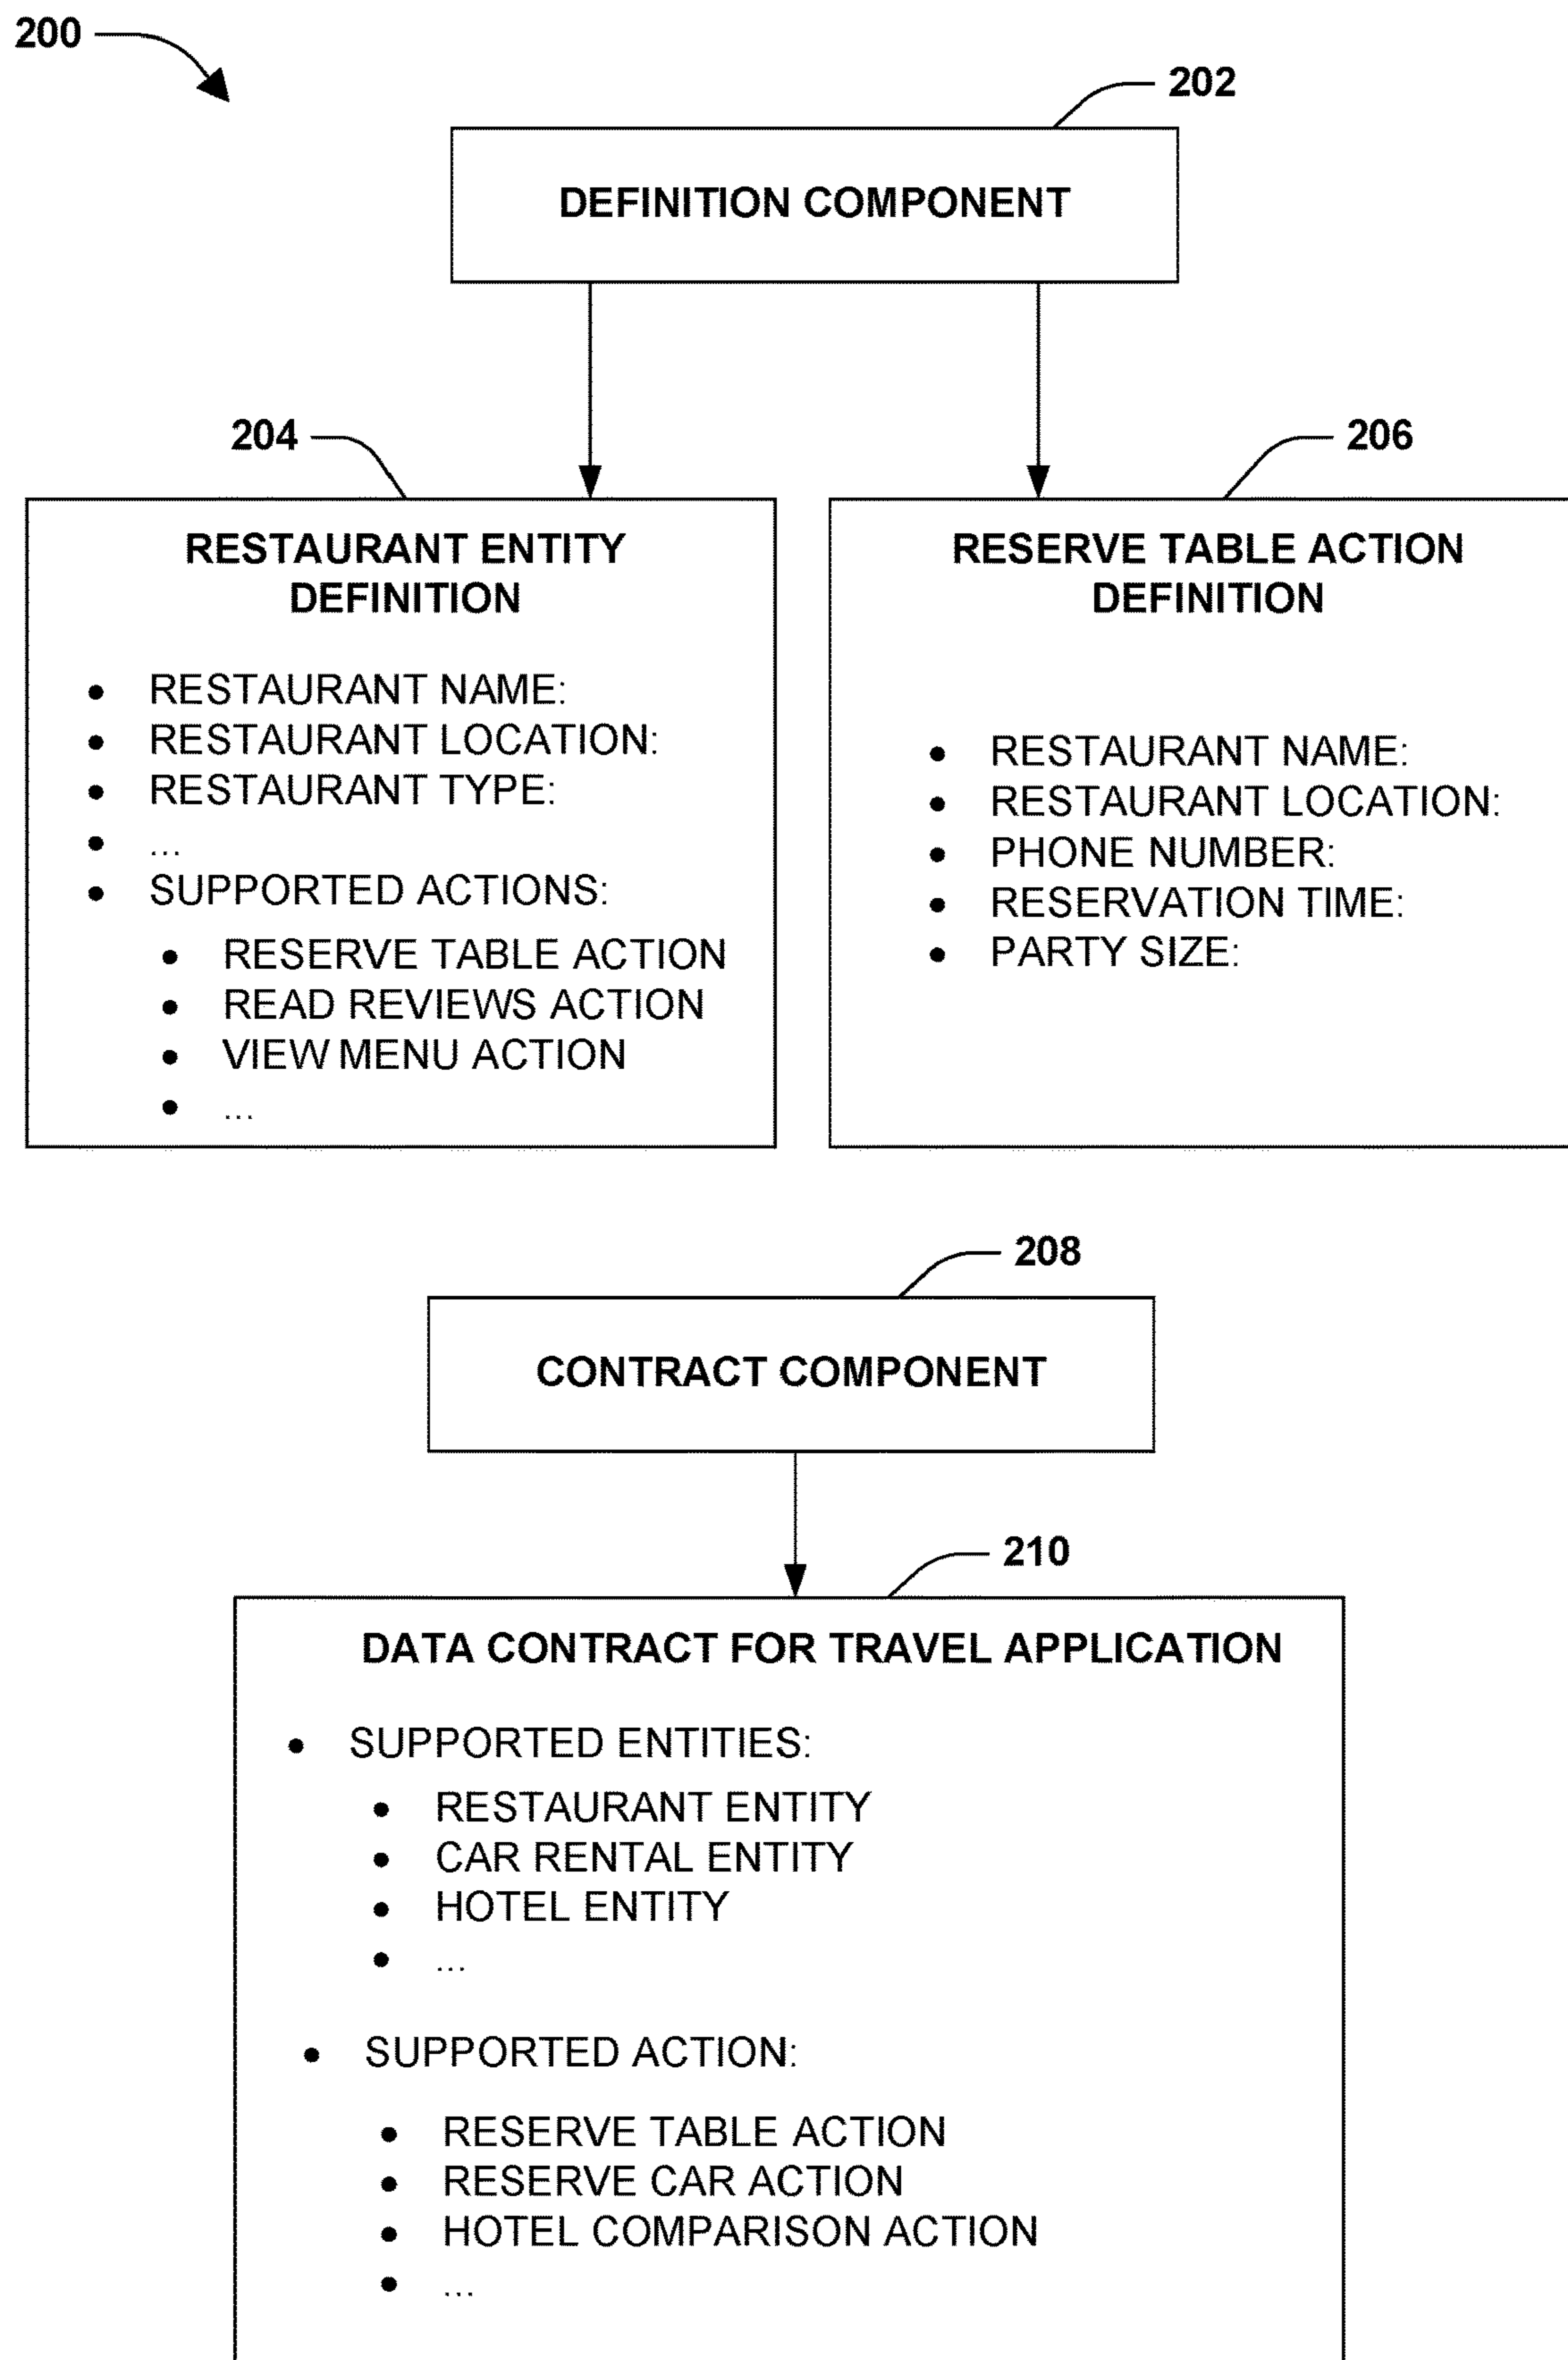 200
202
DEFINITION COMPONENT
204
206
RESTAURANT ENTITY
DEFINITION
• RESTAURANT NAME:
• RESTAURANT LOCATION:
• RESTAURANT TYPE:
• ...
• SUPPORTED ACTIONS:
• RESERVE TABLE ACTION
• READ REVIEWS ACTION
• VIEW MENU ACTION
• ...
RESERVE TABLE ACTION
DEFINITION
• RESTAURANT NAME:
• RESTAURANT LOCATION:
• PHONE NUMBER:
• RESERVATION TIME:
• PARTY SIZE:
208
CONTRACT COMPONENT
210
DATA CONTRACT FOR TRAVEL APPLICATION
• SUPPORTED ENTITIES:
• RESTAURANT ENTITY
• CAR RENTAL ENTITY
• HOTEL ENTITY
• ...
• SUPPORTED ACTION:
• RESERVE TABLE ACTION
• RESERVE CAR ACTION
• HOTEL COMPARISON ACTION
• ...